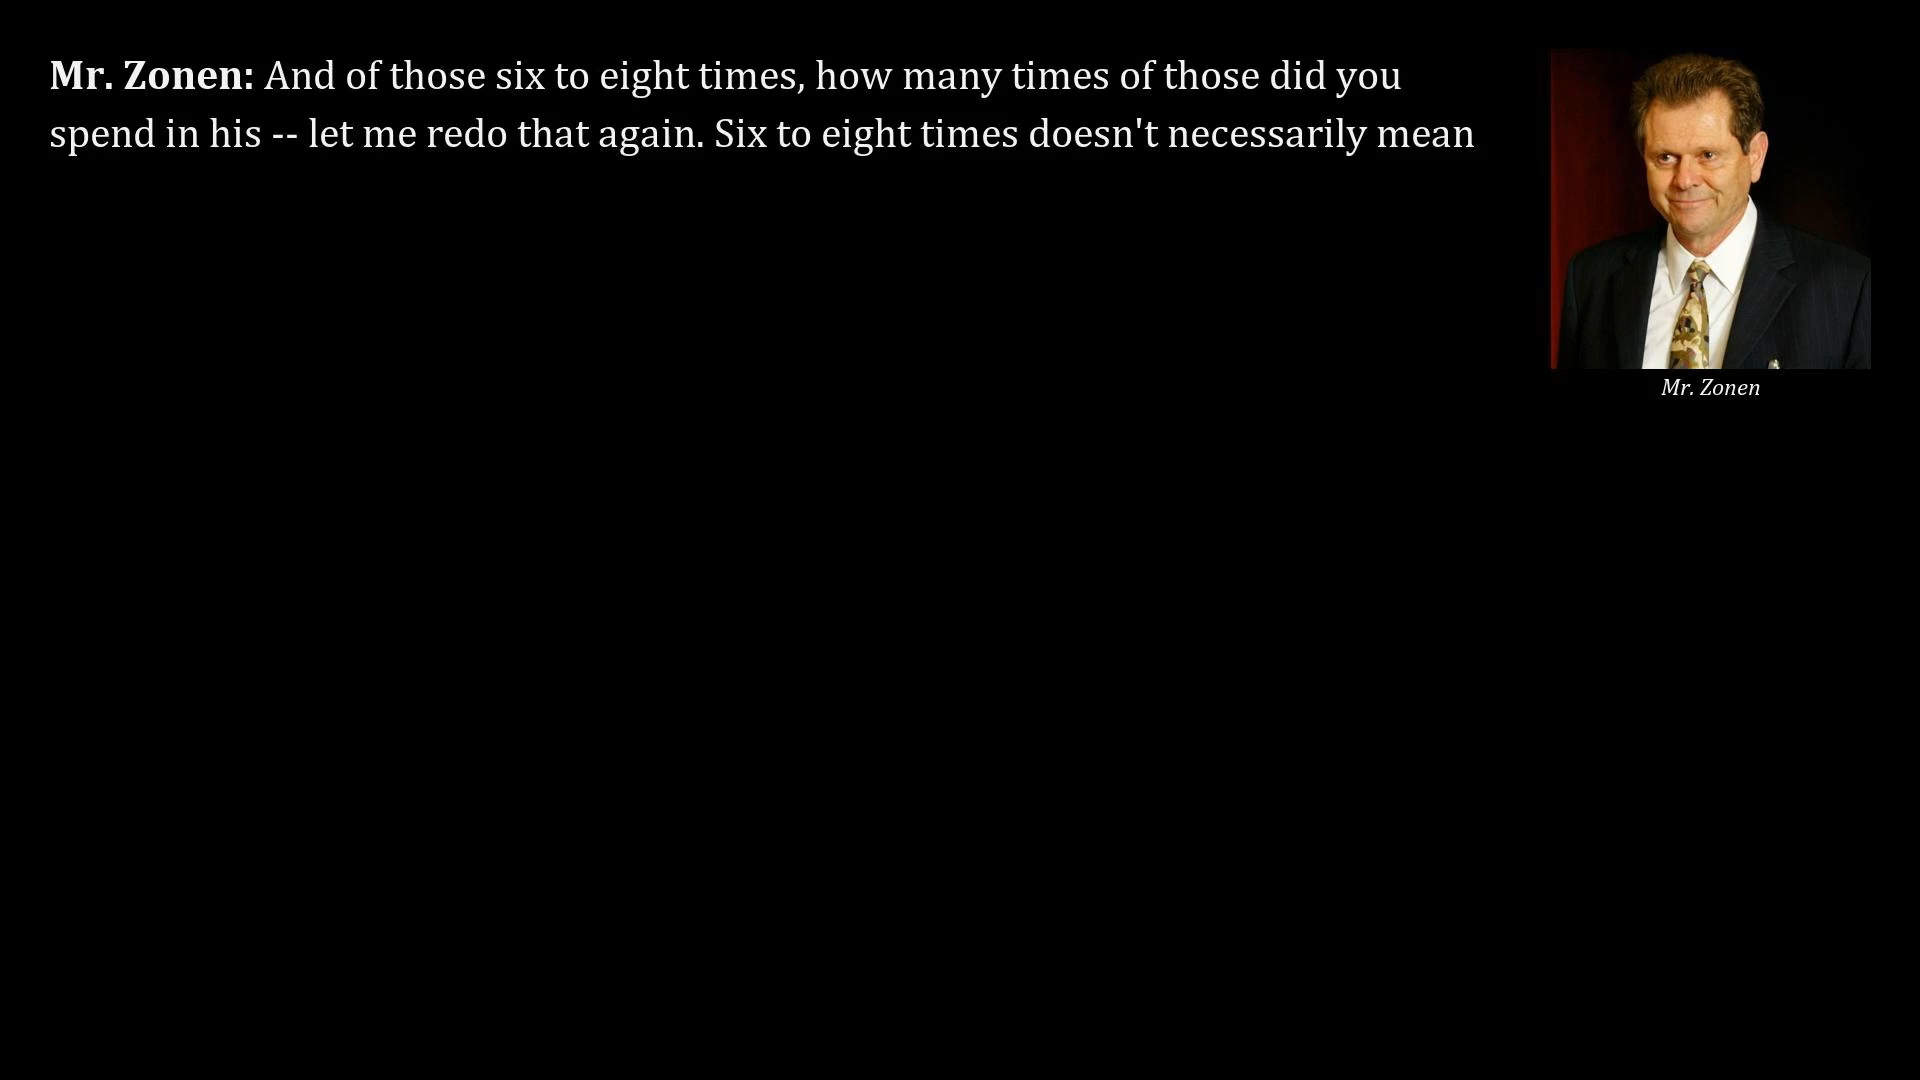 Mr. Zonen: And of those six to eight times, how many times of those did you
spend in his -- let me redo that again. Six to eight times doesn't necessarily mean
Mr. Zonen